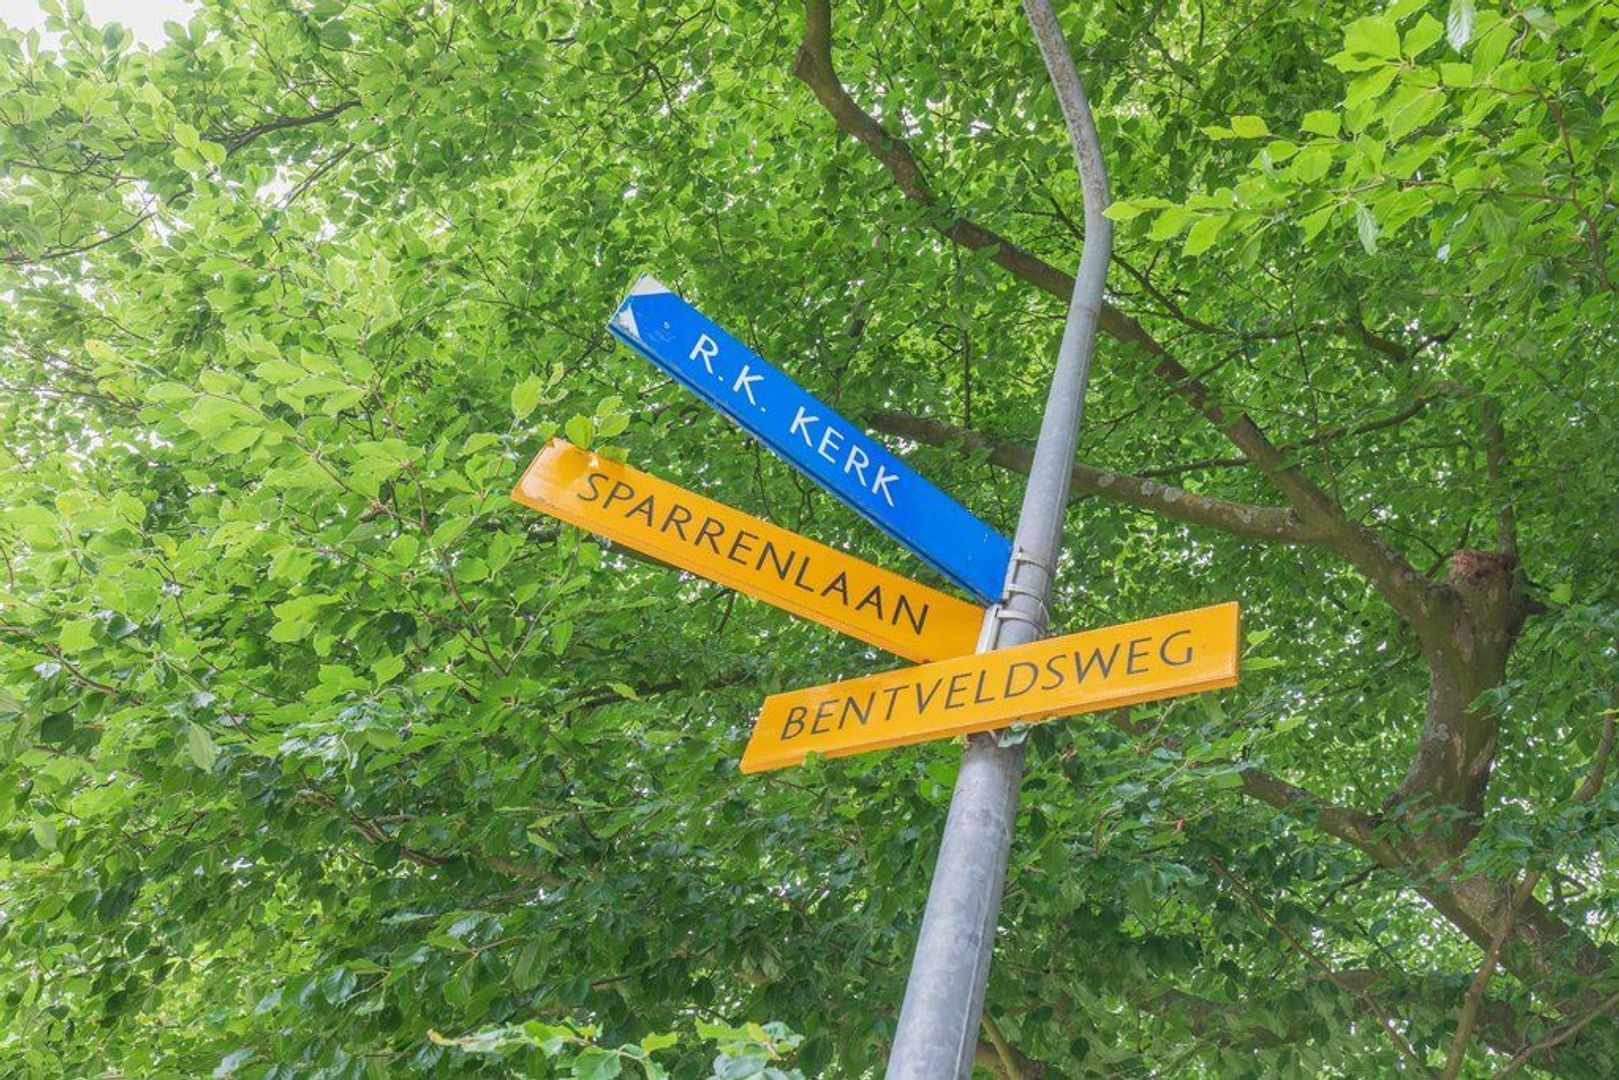 R.K. KERK
SPARRENLAAN
BENTVELDSWEG